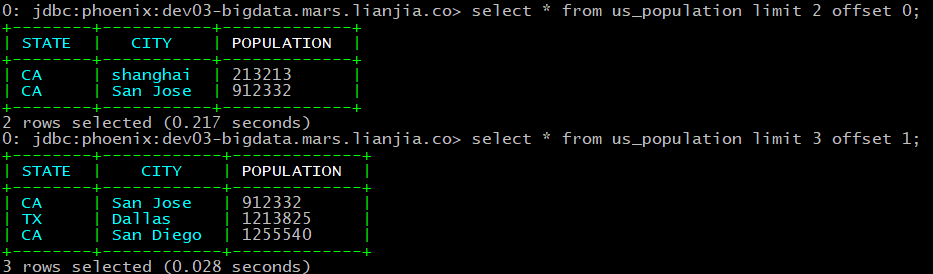 0: jdbc:phoenix:dev03-bigdata.mars.lianjia.co> select * from us_population limit 2 offset 0;
+--------+-----------+-------------+
| STATE | CITY | POPULATION |
+--------+-----------+-------------+
| CA | shanghai | 213213 |
| CA | San Jose | 912332 |
+--------+-----------+-------------+
2 rows selected (0.217 seconds)
0: jdbc:phoenix:dev03-bigdata.mars.lianjia.co> select * from us_population limit 3 offset 1;
+--------+------------+-------------+
| STATE | CITY | POPULATION |
+--------+------------+-------------+
| CA | San Jose | 912332 |
| TX | Dallas | 1213825 |
| CA | San Diego | 1255540 |
+--------+------------+-------------+
3 rows selected (0.028 seconds)